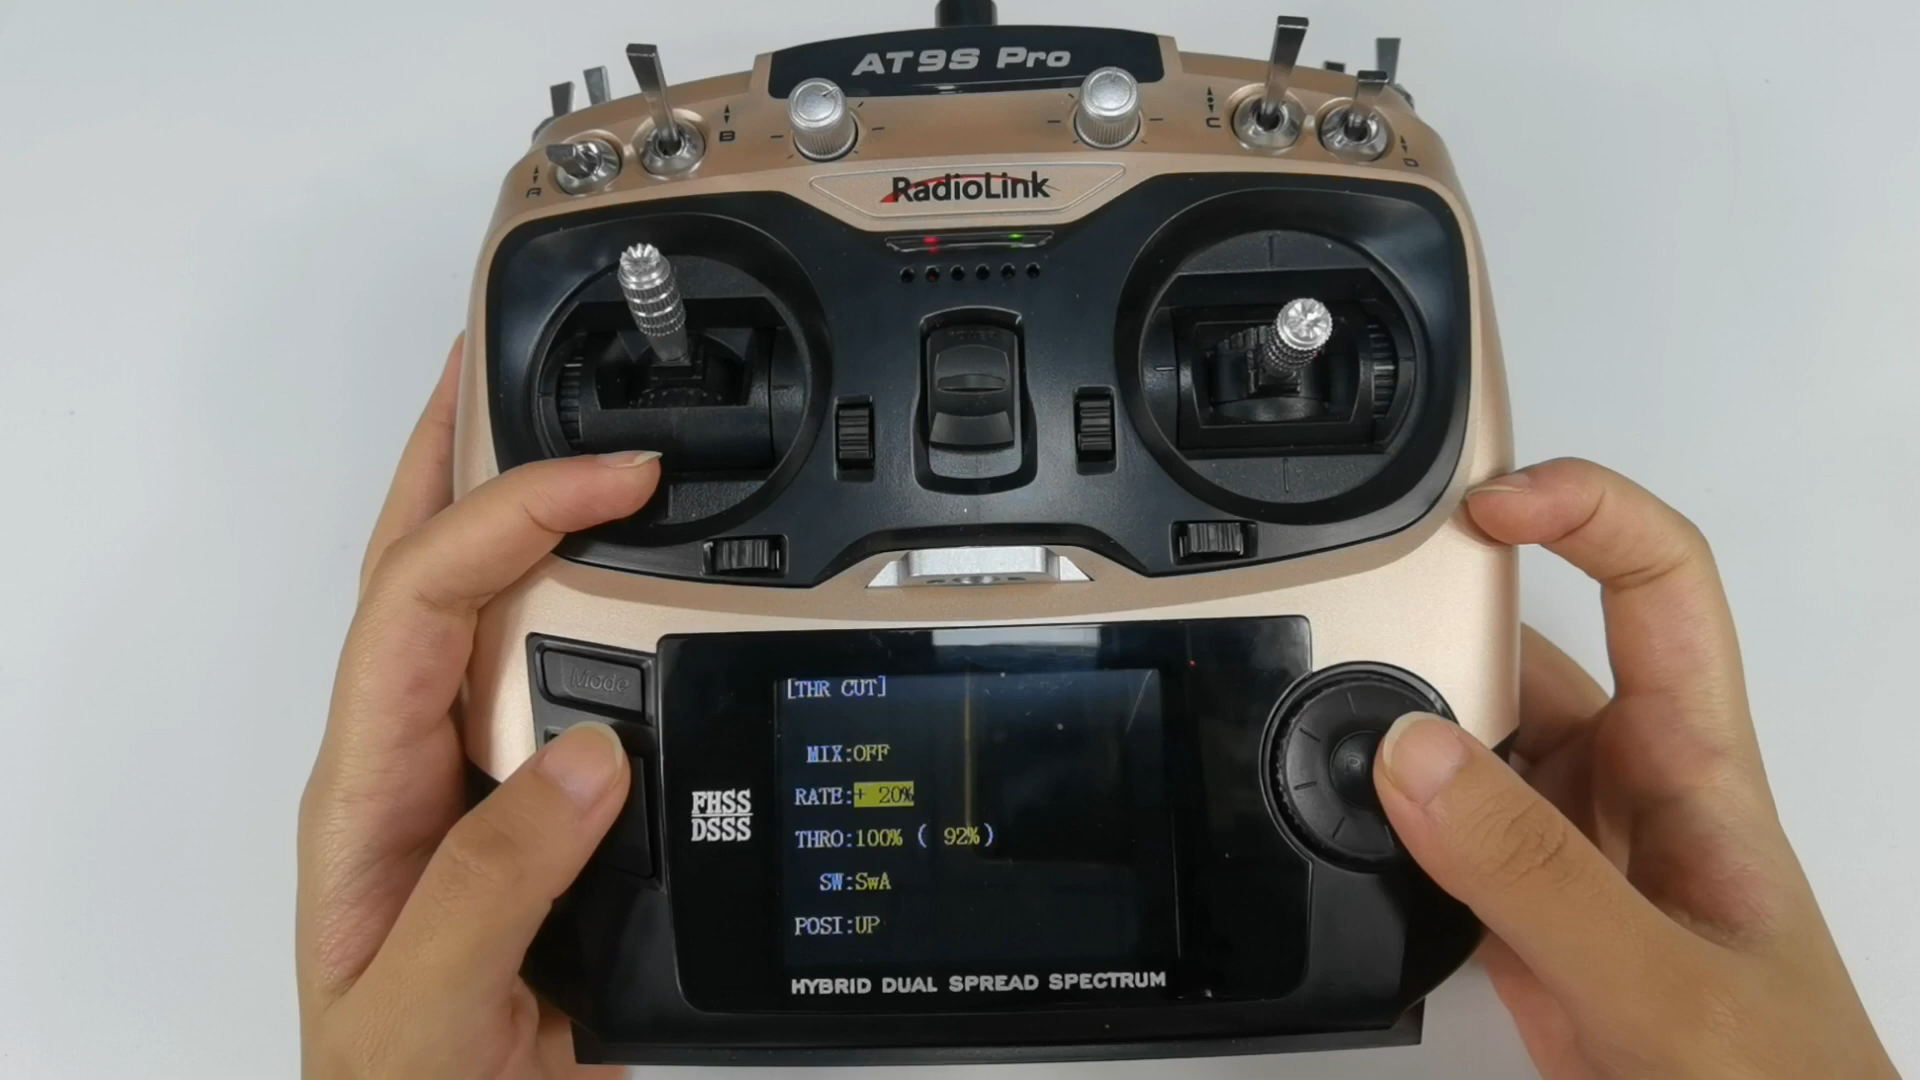 AT9S Pro
B
C
A
D
RadioLink
POWER
Mode
[THR CUT]
MIX:OFF
RATE:+ 20%
THRO:100% ( 92%)
SW:SwA
POSI:UP
FHSS
DSSS
HYBRID DUAL SPREAD SPECTRUM